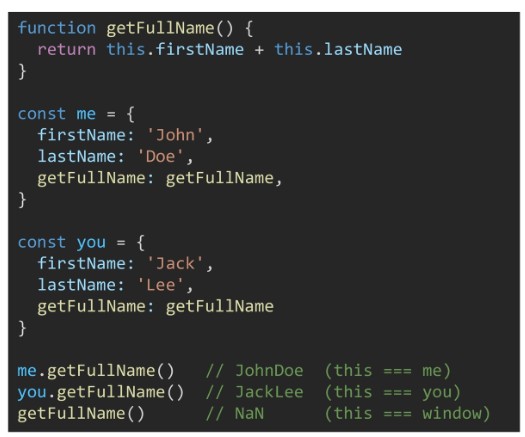 function getFullName() {
  return this.firstName + this.lastName
}

const me = {
  firstName: 'John',
  lastName: 'Doe',
  getFullName: getFullName,
}

const you = {
  firstName: 'Jack',
  lastName: 'Lee',
  getFullName: getFullName
}

me.getFullName()   // JohnDoe  (this === me)
you.getFullName()  // JackLee  (this === you)
getFullName()      // NaN      (this === window)